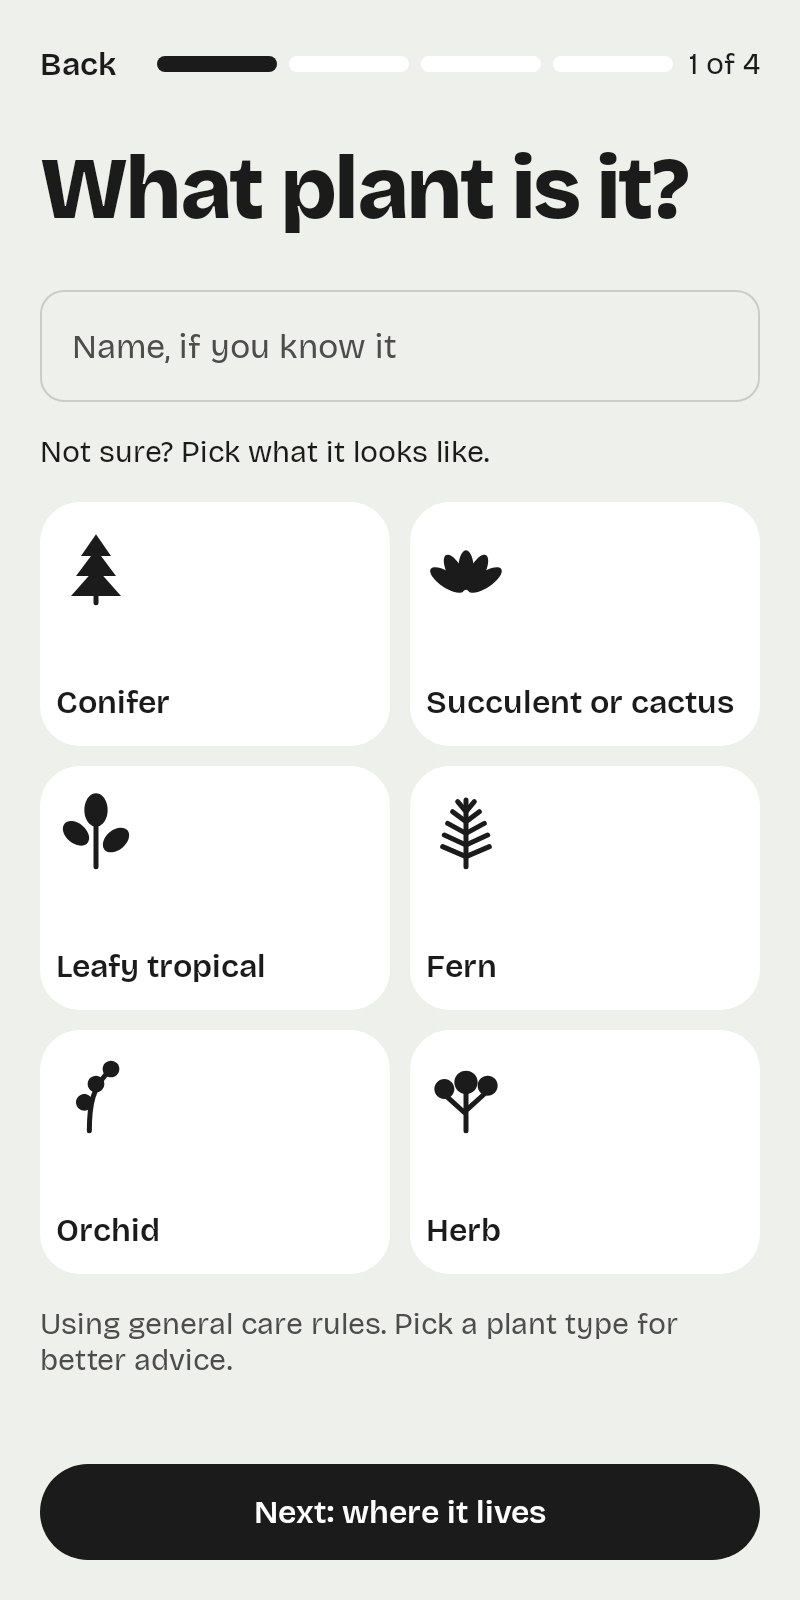 Back
1 of 4
What plant is it?
Name, if you know it
Not sure? Pick what it looks like.
Conifer
Succulent or cactus
Leafy tropical
Fern
Orchid
Herb
Using general care rules. Pick a plant type for
better advice.
Next: where it lives